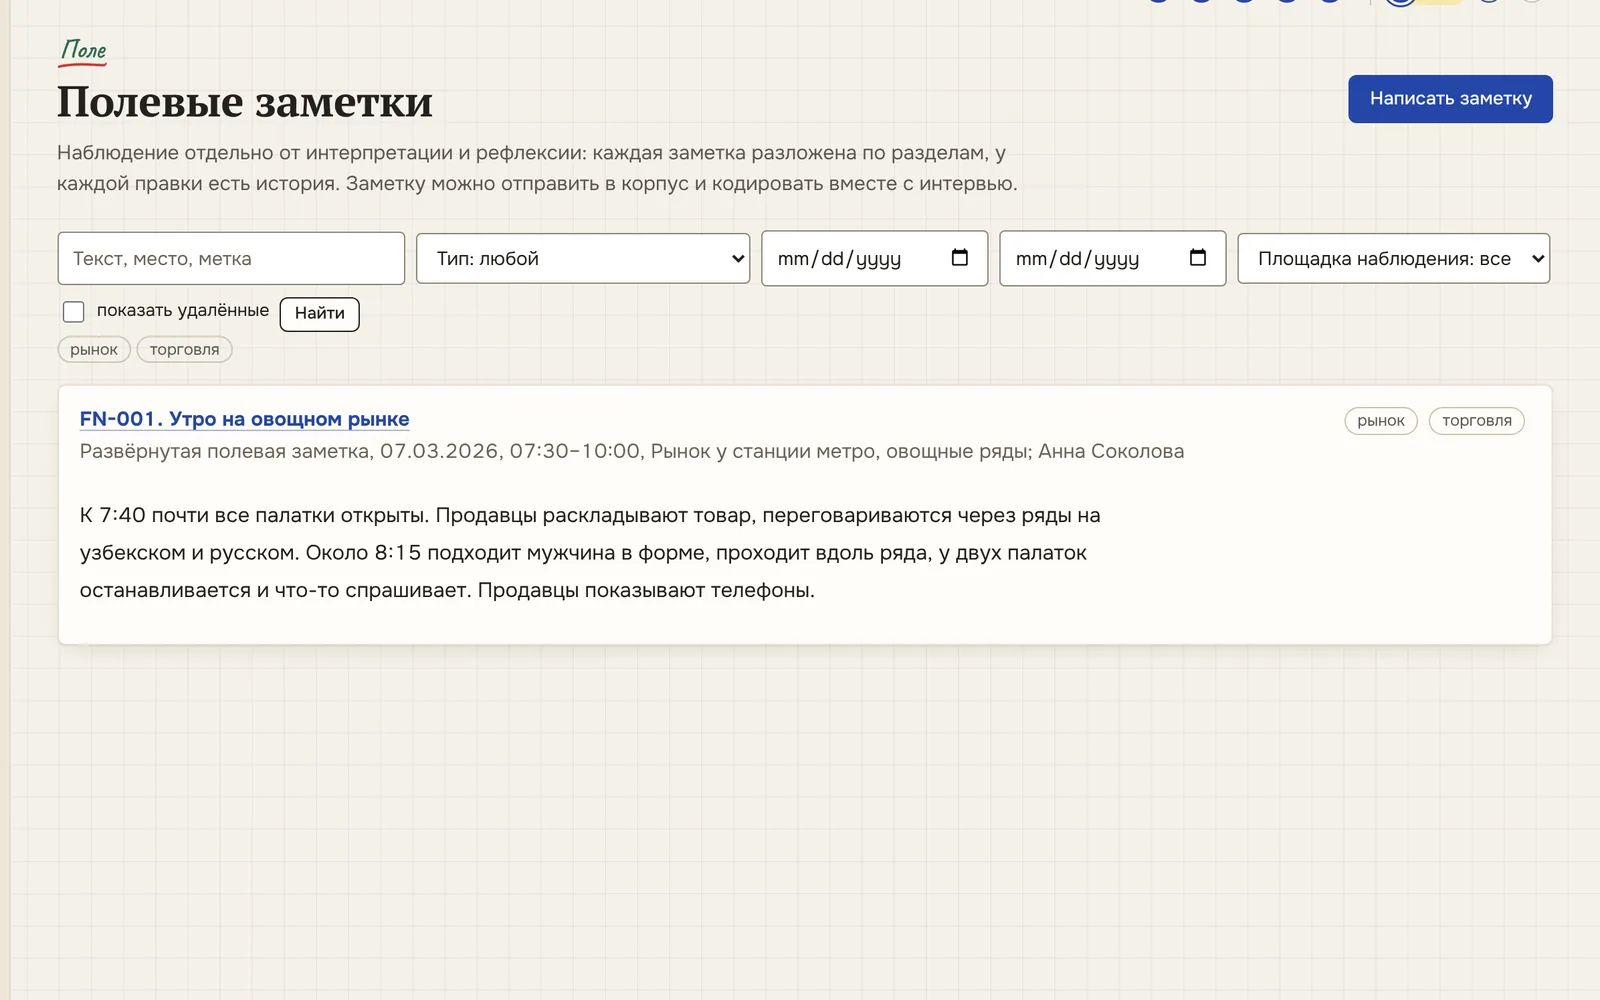 Поле
Полевые заметки
Написать заметку
Наблюдение отдельно от интерпретации и рефлексии: каждая заметка разложена по разделам, у
каждой правки есть история. Заметку можно отправить в корпус и кодировать вместе с интервью.
Текст, место, метка
Тип: любой
mm/dd/yyyy
mm/dd/yyyy
Площадка наблюдения: все
показать удалённые
Найти
рынок
торговля
FN-001. Утро на овощном рынке
рынок
торговля
Развёрнутая полевая заметка, 07.03.2026, 07:30–10:00, Рынок у станции метро, овощные ряды; Анна Соколова
К 7:40 почти все палатки открыты. Продавцы раскладывают товар, переговариваются через ряды на
узбекском и русском. Около 8:15 подходит мужчина в форме, проходит вдоль ряда, у двух палаток
останавливается и что-то спрашивает. Продавцы показывают телефоны.